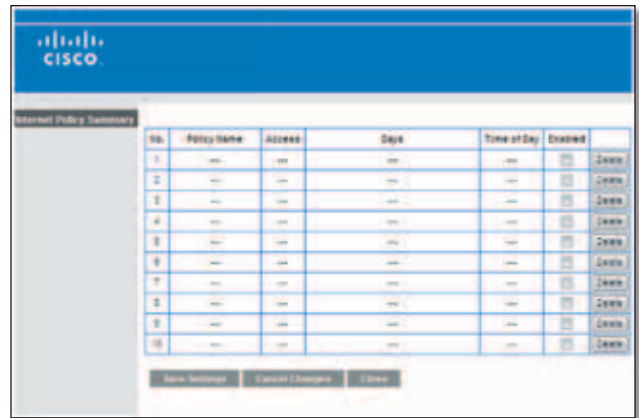 CISCO
Internet Policy Summary
No. Policy Name Access Days Time of Day Enabled
1 --- --- --- --- Delete
2 --- --- --- --- Delete
3 --- --- --- --- Delete
4 --- --- --- --- Delete
5 --- --- --- --- Delete
6 --- --- --- --- Delete
7 --- --- --- --- Delete
8 --- --- --- --- Delete
9 --- --- --- --- Delete
10 --- --- --- --- Delete
Save Settings Cancel Changes Close